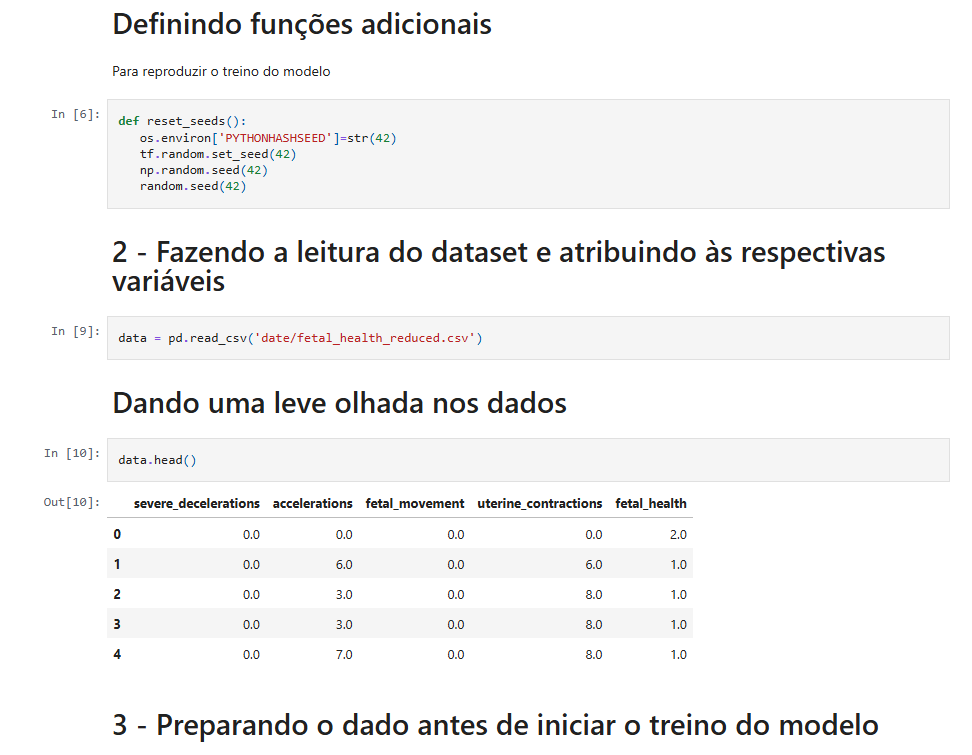 Definindo funções adicionais
Para reproduzir o treino do modelo
In [6]:
def reset_seeds():
os.environ['PYTHONHASHSEED']=str(42)
tf.random.set_seed(42)
np.random.seed(42)
random.seed(42)
2 - Fazendo a leitura do dataset e atribuindo às respectivas
variáveis
In [9]:
data = pd.read_csv('date/fetal_health_reduced.csv')
Dando uma leve olhada nos dados
In [10]:
data.head()
Out[10]:
severe_decelerations accelerations fetal_movement uterine_contractions fetal_health
0 0.0 0.0 0.0 0.0 2.0
1 0.0 6.0 0.0 6.0 1.0
2 0.0 3.0 0.0 8.0 1.0
3 0.0 3.0 0.0 8.0 1.0
4 0.0 7.0 0.0 8.0 1.0
3 - Preparando o dado antes de iniciar o treino do modelo